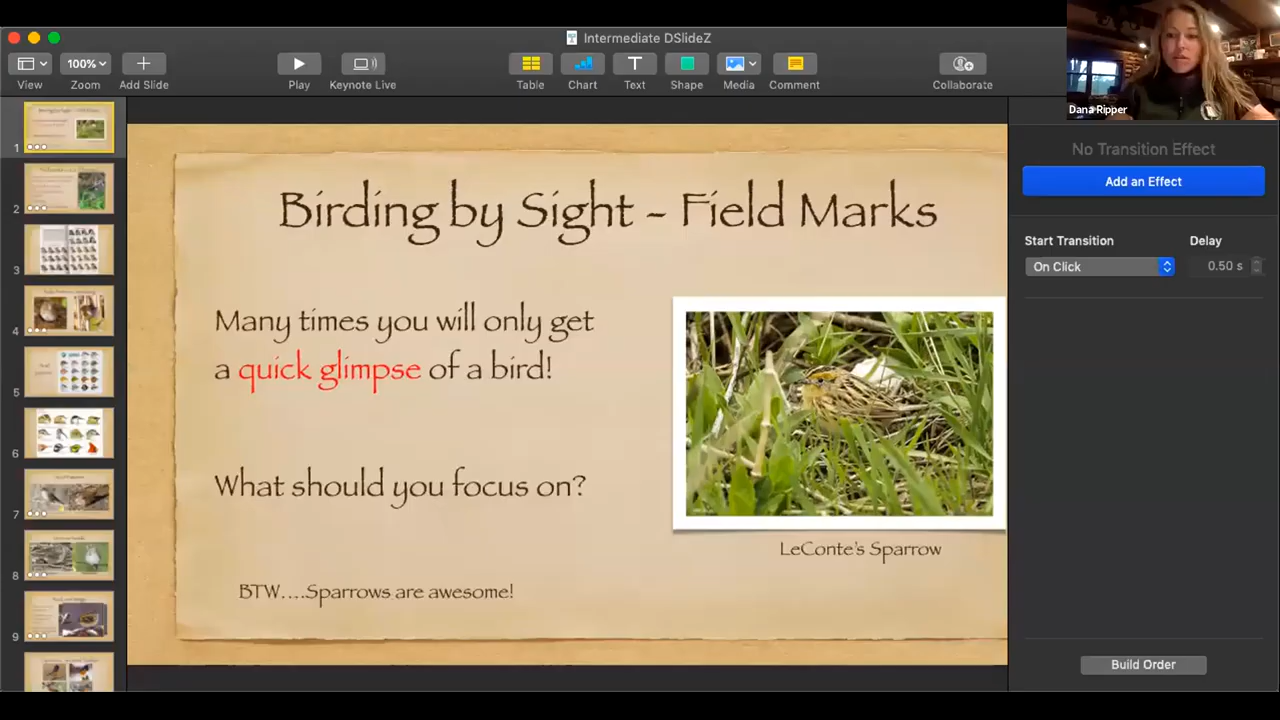 Intermediate DSlideZ
View
100%
Zoom
Add Slide
Play
Keynote Live
Table
Chart
Text
Shape
Media
Comment
Collaborate
Dana Ripper
No Transition Effect
Add an Effect
Start Transition
Delay
On Click
0.50 s
Build Order
1
2
3
4
5
6
7
8
9
Birding by Sight - Field Marks
Many times you will only get
a quick glimpse of a bird!
What should you focus on?
LeConte's Sparrow
BTW....Sparrows are awesome!